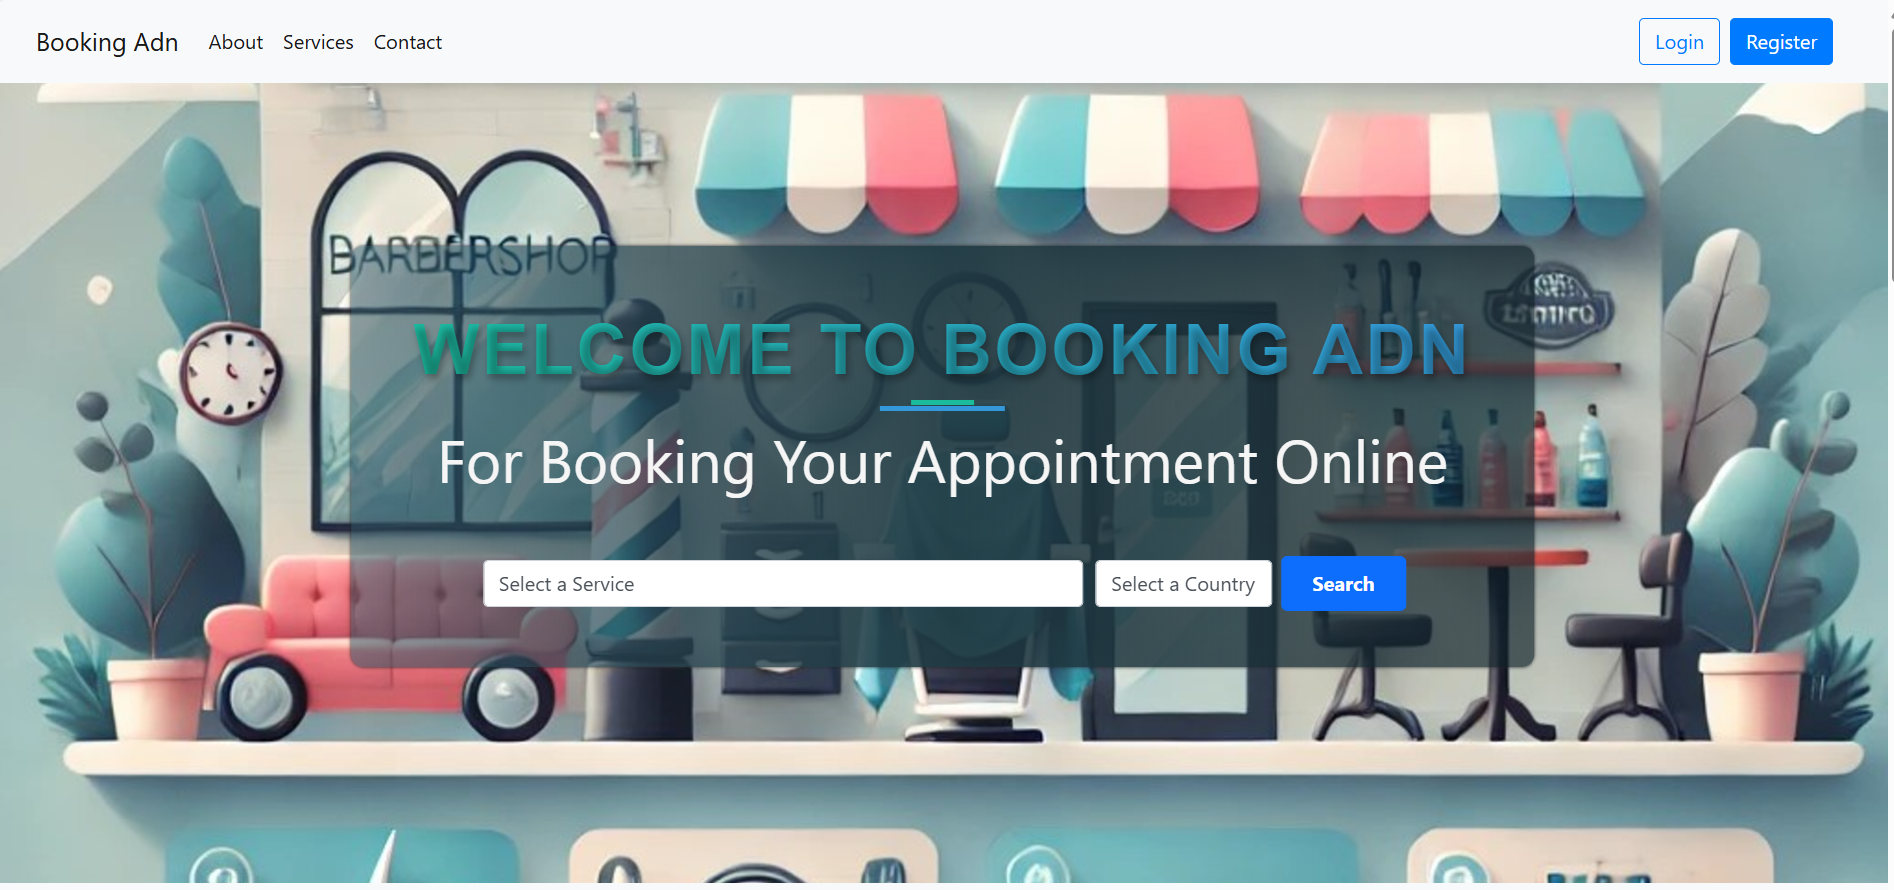 Booking Adn
About
Services
Contact
Login
Register
BARBERSHOP
WELCOME TO BOOKING ADN
For Booking Your Appointment Online
Select a Service
Select a Country
Search